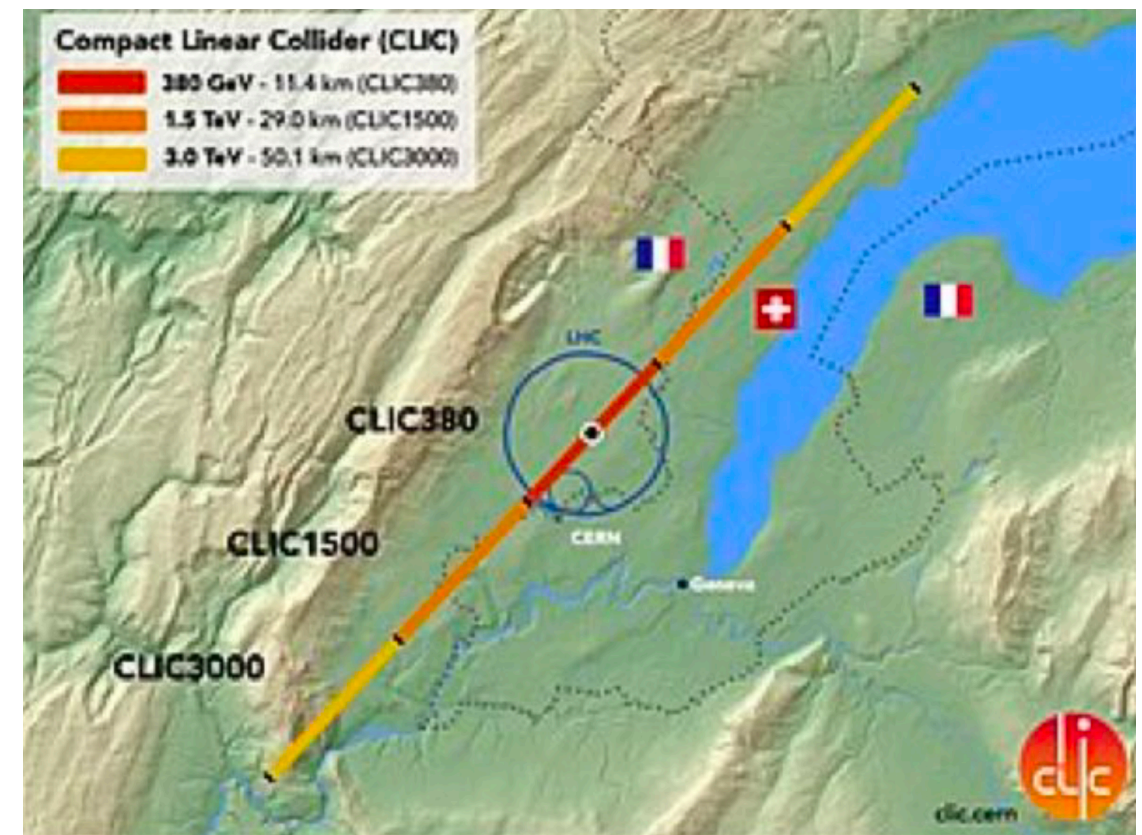 Compact Linear Collider (CLIC)
380 GeV - 11.4 km (CLIC380)
1.5 TeV - 29.0 km (CLIC1500)
3.0 TeV - 50.1 km (CLIC3000)
LHC
CLIC380
CERN
CLIC1500
Geneva
CLIC3000
clic
clic.cern